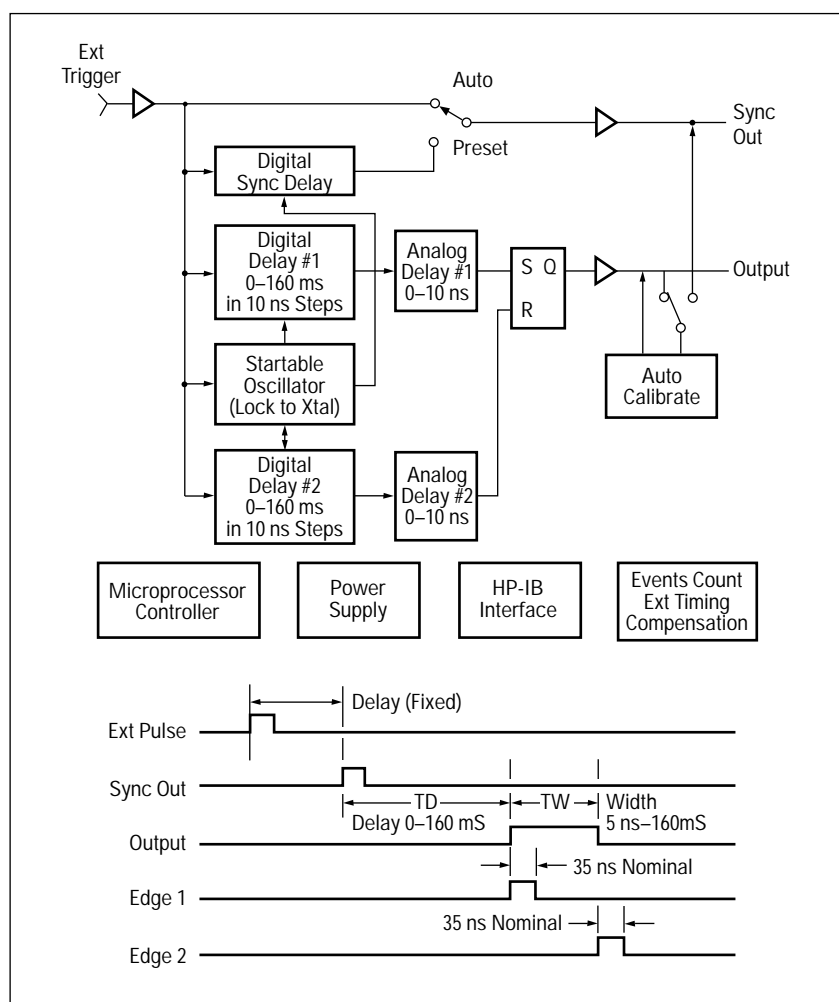 Ext
Trigger
Auto
Sync
Out
Preset
Digital
Sync Delay
Digital
Delay #1
0–160 ms
in 10 ns Steps
Analog
Delay #1
0–10 ns
S Q
R
Output
Startable
Oscillator
(Lock to Xtal)
Auto
Calibrate
Digital
Delay #2
0–160 ms
in 10 ns Steps
Analog
Delay #2
0–10 ns
Microprocessor
Controller
Power
Supply
HP-IB
Interface
Events Count
Ext Timing
Compensation
Delay (Fixed)
Ext Pulse
Sync Out
TD
TW
Width
Delay 0–160 mS
5 ns–160mS
Output
35 ns Nominal
Edge 1
35 ns Nominal
Edge 2